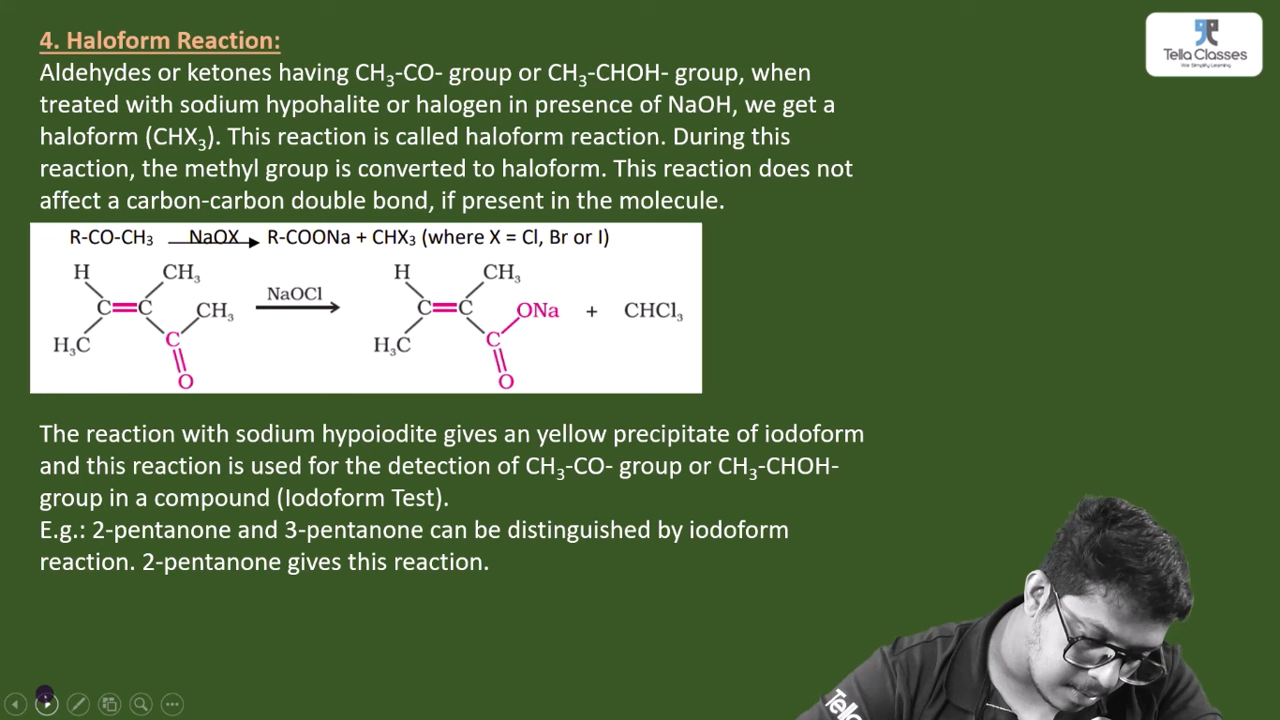 4. Haloform Reaction:
Tella Classes
We Simplify Learning
Aldehydes or ketones having CH₃-CO- group or CH₃-CHOH- group, when
treated with sodium hypohalite or halogen in presence of NaOH, we get a
haloform (CHX₃). This reaction is called haloform reaction. During this
reaction, the methyl group is converted to haloform. This reaction does not
affect a carbon-carbon double bond, if present in the molecule.
R-CO-CH₃ NaOX R-COONa + CHX₃ (where X = Cl, Br or I)
H CH₃ H CH₃
NaOCl
C=C CH₃ C=C ONa + CHCl₃
H₃C C H₃C C
O O
The reaction with sodium hypoiodite gives an yellow precipitate of iodoform
and this reaction is used for the detection of CH₃-CO- group or CH₃-CHOH-
group in a compound (Iodoform Test).
E.g.: 2-pentanone and 3-pentanone can be distinguished by iodoform
reaction. 2-pentanone gives this reaction.
Tella